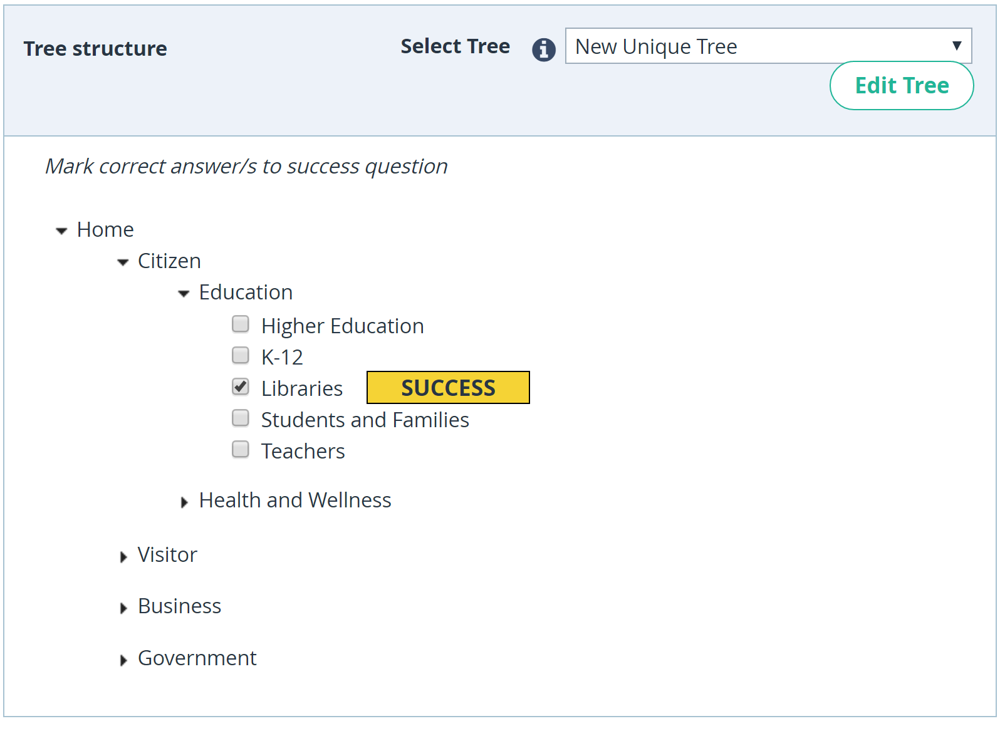 Tree structure
Select Tree
New Unique Tree
Edit Tree
Mark correct answer/s to success question
Home
Citizen
Education
Higher Education
K-12
Libraries SUCCESS
Students and Families
Teachers
Health and Wellness
Visitor
Business
Government